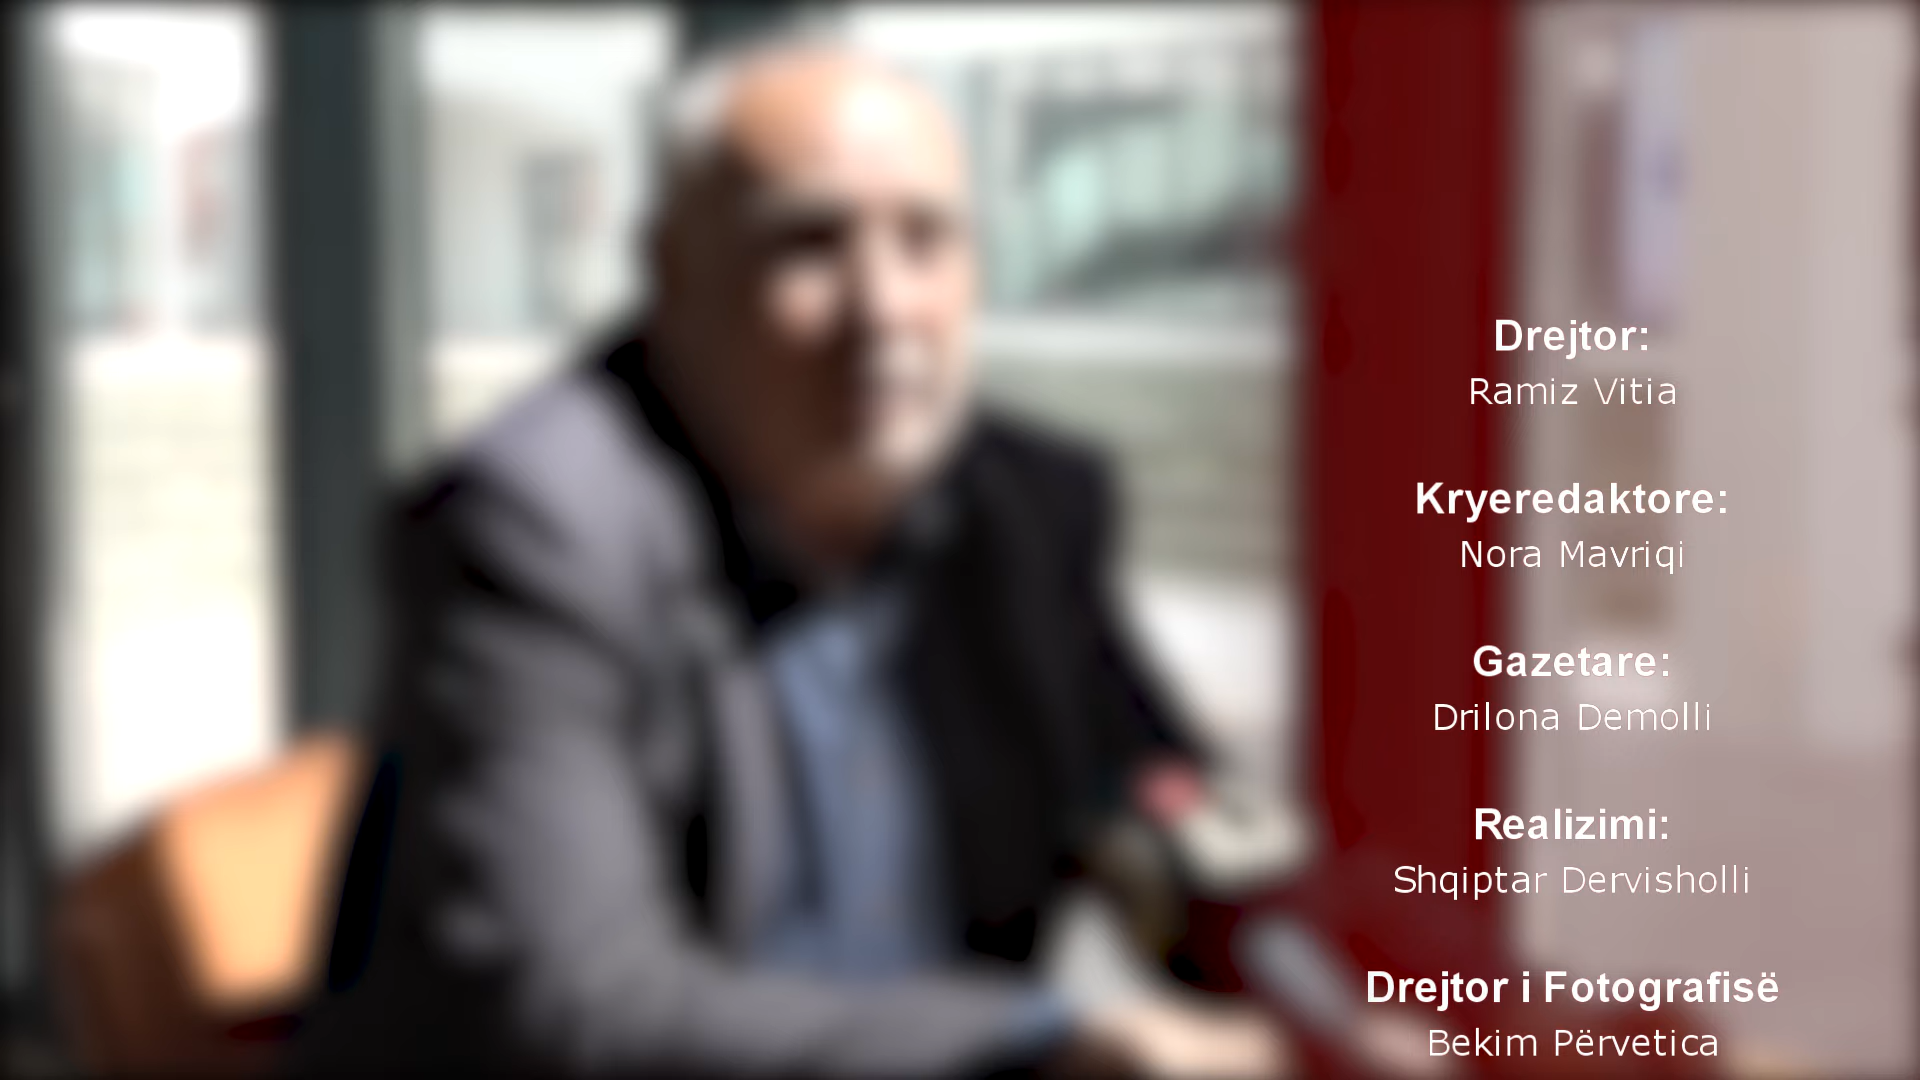 Drejtor:
Ramiz Vitia
Kryeredaktore:
Nora Mavriqi
Gazetare:
Drilona Demolli
Realizimi:
Shqiptar Dervisholli
Drejtor i Fotografisë
Bekim Përvetica